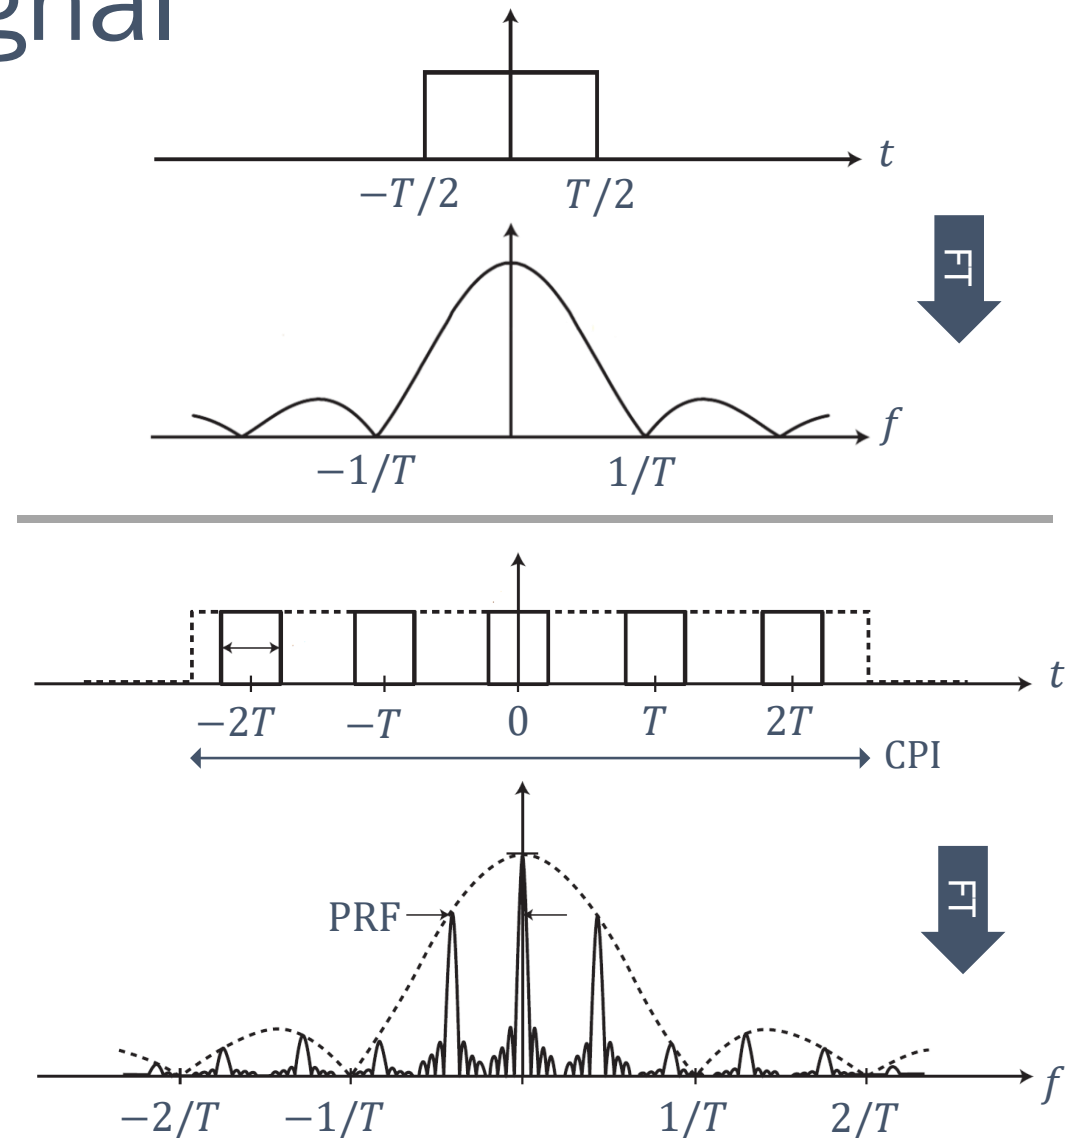 gnal
t
−T/2 T/2
FT
f
−1/T 1/T
t
−2T −T 0 T 2T
CPI
PRF
FT
f
−2/T −1/T 1/T 2/T